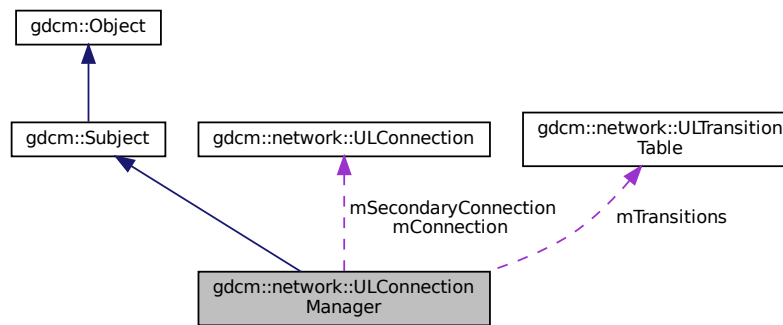 gdcm::Object
gdcm::Subject
gdcm::network::ULConnection
gdcm::network::ULTransition
Table
mSecondaryConnection
mConnection
mTransitions
gdcm::network::ULConnection
Manager